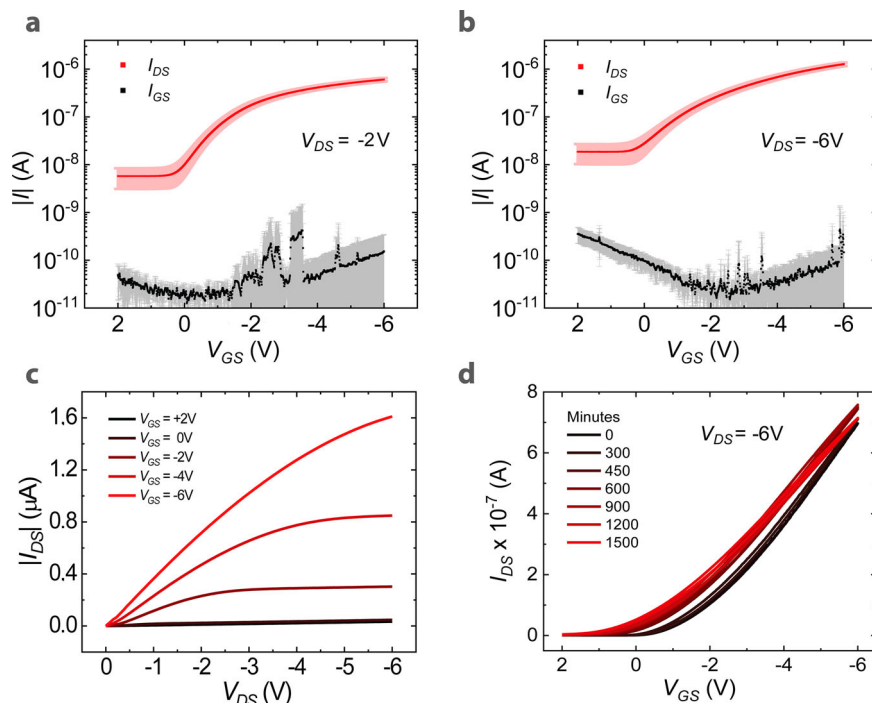 a
I_DS
I_GS
V_DS = -2V
|I| (A)
10^-6
10^-7
10^-8
10^-9
10^-10
10^-11
2 0 -2 -4 -6
V_GS (V)
b
I_DS
I_GS
V_DS = -6V
|I| (A)
10^-6
10^-7
10^-8
10^-9
10^-10
10^-11
2 0 -2 -4 -6
V_GS (V)
c
V_GS = +2V
V_GS = 0V
V_GS = -2V
V_GS = -4V
V_GS = -6V
|I_DS| (µA)
1.6
1.2
0.8
0.4
0.0
0 -1 -2 -3 -4 -5 -6
V_DS (V)
d
Minutes
0
300
450
600
900
1200
1500
V_DS = -6V
I_DS x 10^-7 (A)
8
6
4
2
0
2 0 -2 -4 -6
V_GS (V)